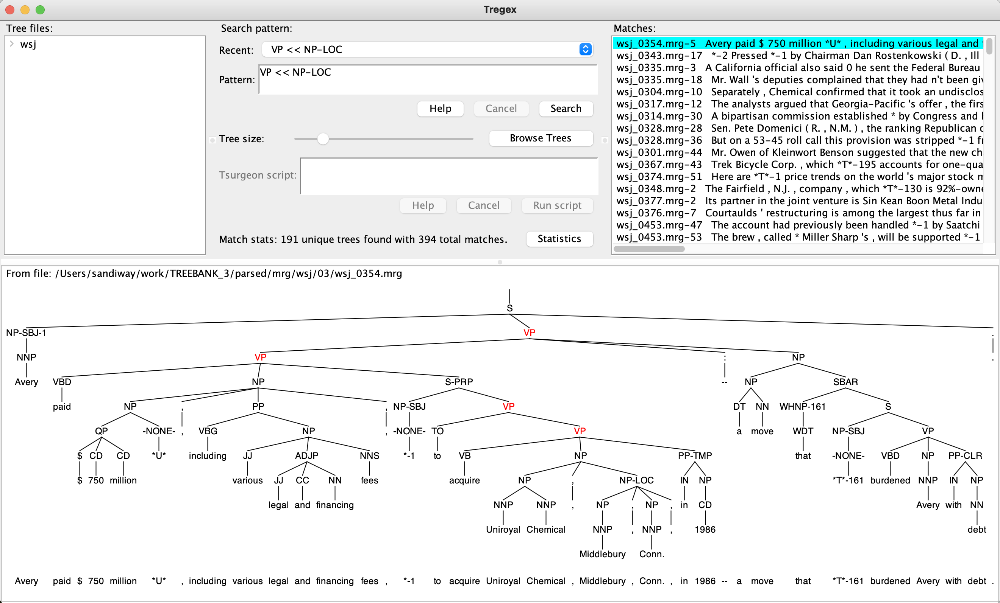 Tregex
Tree files:
wsj
Search pattern:
Recent: VP << NP-LOC
Pattern: VP << NP-LOC
Help Cancel Search
Tree size: Browse Trees
Tsurgeon script:
Help Cancel Run script
Match stats: 191 unique trees found with 394 total matches. Statistics
Matches:
wsj_0354.mrg-5 Avery paid $ 750 million *U* , including various legal and
wsj_0343.mrg-17 *-2 Pressed *-1 by Chairman Dan Rostenkowski ( D. , Ill
wsj_0335.mrg-3 A California official also said 0 he sent the Federal Bureau
wsj_0335.mrg-18 Mr. Wall 's deputies complained that they had n't been
wsj_0304.mrg-10 Separately , Chemical confirmed that it took an undisclos
wsj_0317.mrg-12 The analysts argued that Georgia-Pacific 's offer , the firs
wsj_0314.mrg-30 A bipartisan commission established * by Congress and
wsj_0328.mrg-28 Sen. Pete Domenici ( R. , N.M. ) , the ranking Republican
wsj_0328.mrg-36 But on a 53-45 roll call this provision was stripped *-1
wsj_0301.mrg-44 Mr. Owen of Kleinwort Benson suggested that the new
wsj_0367.mrg-43 Trek Bicycle Corp. , which *T*-195 accounts for one-qua
wsj_0374.mrg-51 Here are *T*-1 price trends on the world 's major stock
wsj_0348.mrg-2 The Fairfield , N.J. , company , which *T*-130 is 92%-owne
wsj_0377.mrg-2 Its partner in the joint venture is Sin Kean Boon Metal Indu
wsj_0376.mrg-7 Courtaulds ' restructuring is among the largest thus far in
wsj_0453.mrg-47 The account had previously been handled *-1 by Saatchi
wsj_0453.mrg-53 The brew , called * Miller Sharp 's , will be supported *-1
From file: /Users/sandiway/work/TREEBANK_3/parsed/mrg/wsj/03/wsj_0354.mrg
S
NP-SBJ-1 VP .
NNP VP : NP .
Avery VBD NP S-PRP -- NP SBAR
paid NP , PP , NP-SBJ VP DT NN WHNP-161 S
QP -NONE- , VBG NP , -NONE- TO VP a move WDT NP-SBJ VP
$ CD CD *U* including JJ ADJP NNS *-1 to VB NP PP-TMP that -NONE- VBD NP PP-CLR
$ 750 million various JJ CC NN fees acquire NP , NP-LOC IN NP *T*-161 burdened NNP IN NP
legal and financing NNP NNP , NP , NP , in CD Avery with NN
Uniroyal Chemical NNP , NNP , 1986 debt
Middlebury Conn.
Avery paid $ 750 million *U* , including various legal and financing fees , *-1 to acquire Uniroyal Chemical , Middlebury , Conn. , in 1986 -- a move that *T*-161 burdened Avery with debt .